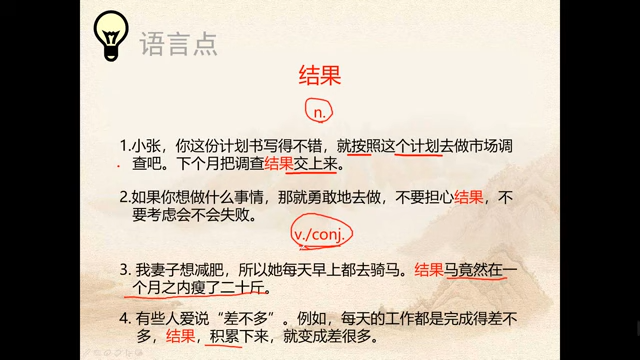 语言点
结果
n.
1.小张，你这份计划书写得不错，就按照这个计划去做市场调
查吧。下个月把调查结果交上来。
2.如果你想做什么事情，那就勇敢地去做，不要担心结果，不
要考虑会不会失败。
v./conj.
3. 我妻子想减肥，所以她每天早上都去骑马。结果马竟然在一
个月之内瘦了二十斤。
4. 有些人爱说“差不多”。例如，每天的工作都是完成得差不
多，结果，积累下来，就变成差很多。